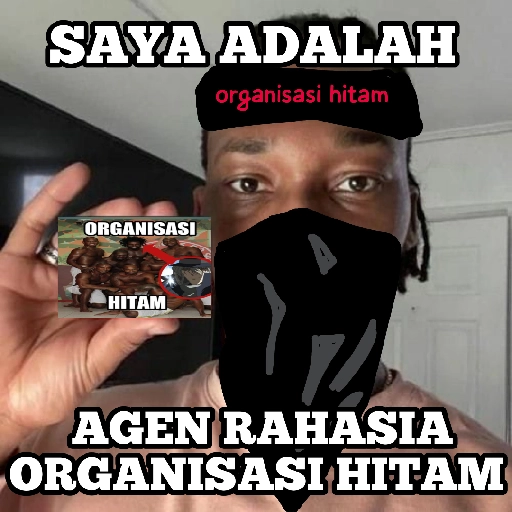 SAYA ADALAH
organisasi hitam
ORGANISASI
HITAM
AGEN RAHASIA
ORGANISASI HITAM